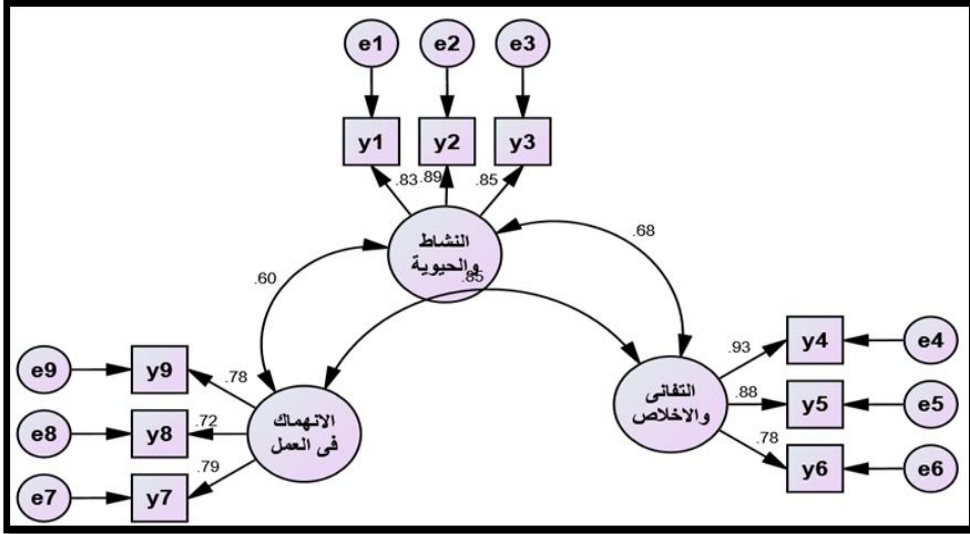 e1 e2 e3
y1 y2 y3
.83 .89 .85
النشاط
والحيوية
.68
.60
.85
e9 y9 .78
e8 y8 .72
e7 y7 .79
الانهماك
فى العمل
التفانى
والاخلاص
.93 y4 e4
.88 y5 e5
.78 y6 e6